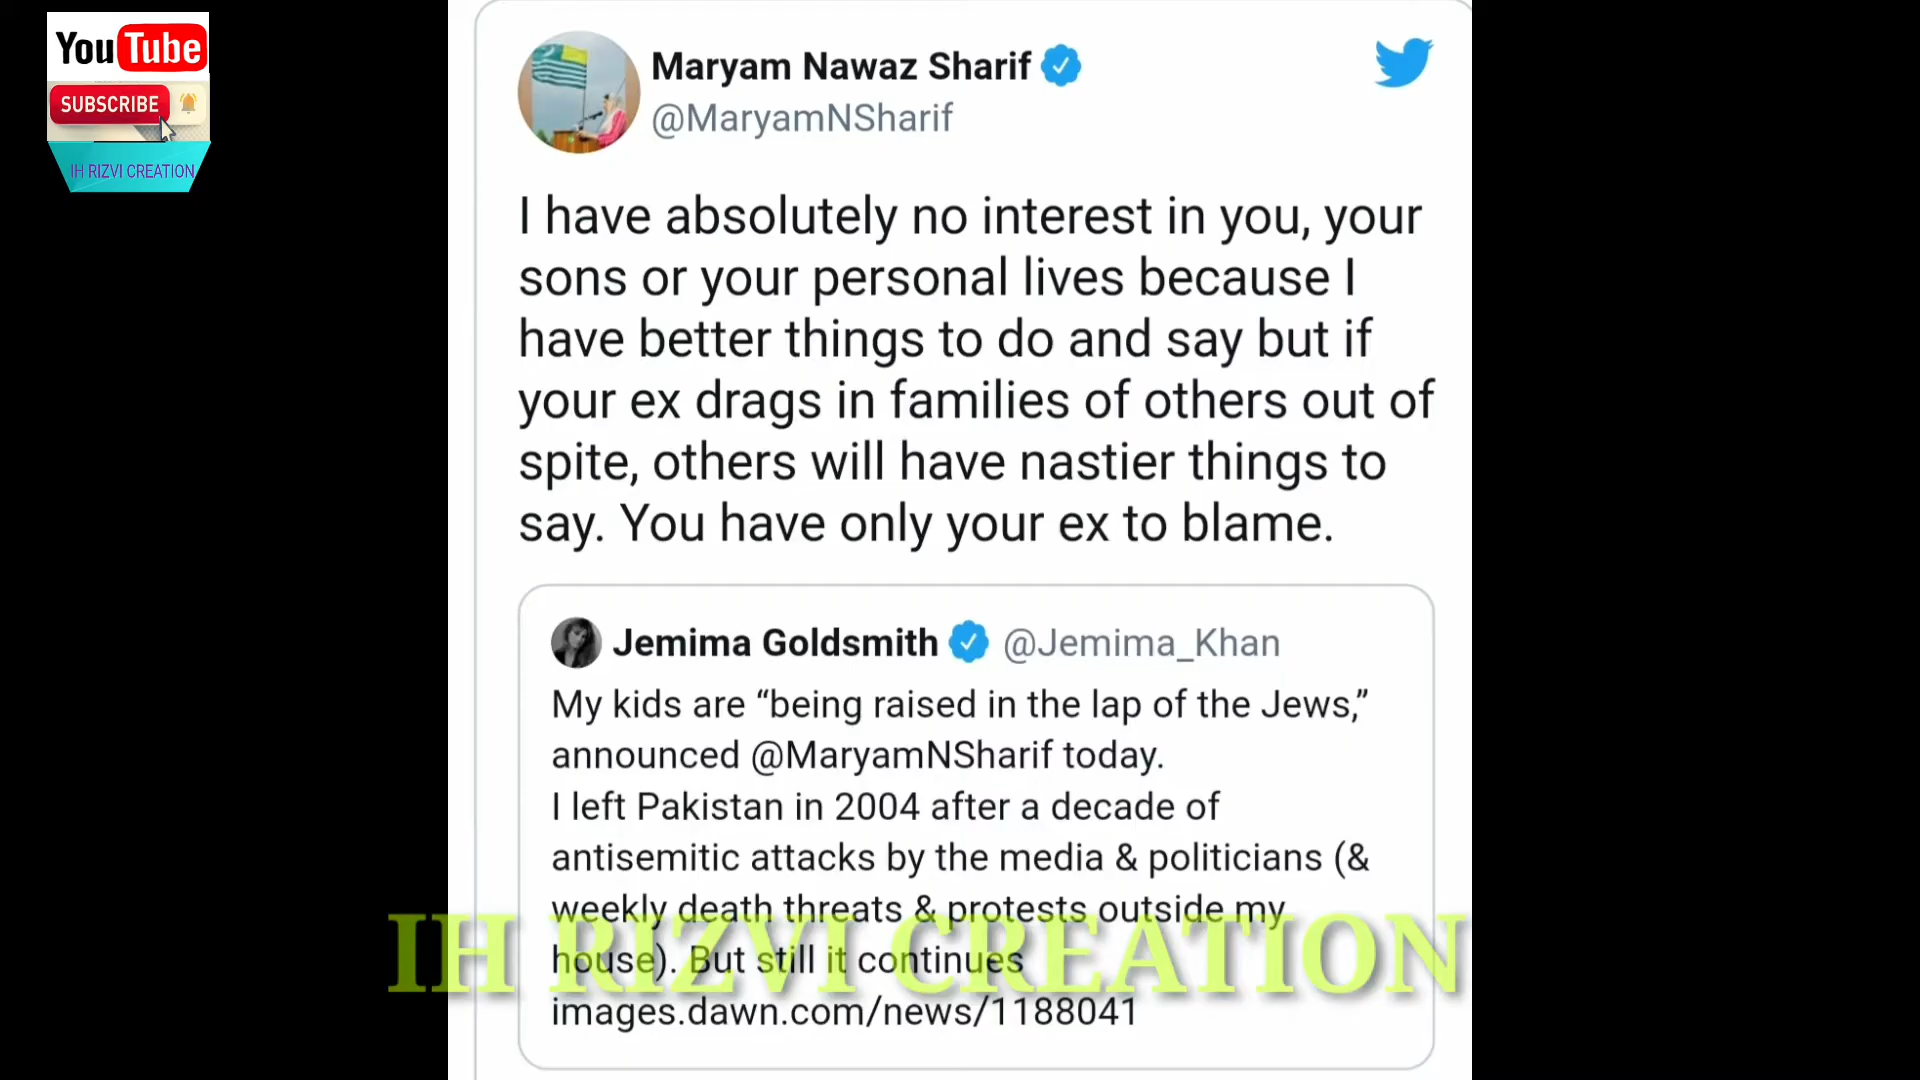 YouTube
SUBSCRIBE
IH RIZVI CREATION
Maryam Nawaz Sharif
@MaryamNSharif
I have absolutely no interest in you, your
sons or your personal lives because I
have better things to do and say but if
your ex drags in families of others out of
spite, others will have nastier things to
say. You have only your ex to blame.
Jemima Goldsmith @Jemima_Khan
My kids are “being raised in the lap of the Jews,”
announced @MaryamNSharif today.
I left Pakistan in 2004 after a decade of
antisemitic attacks by the media & politicians (&
weekly death threats & protests outside my
house). But still it continues
IH RIZVI CREATION
images.dawn.com/news/1188041